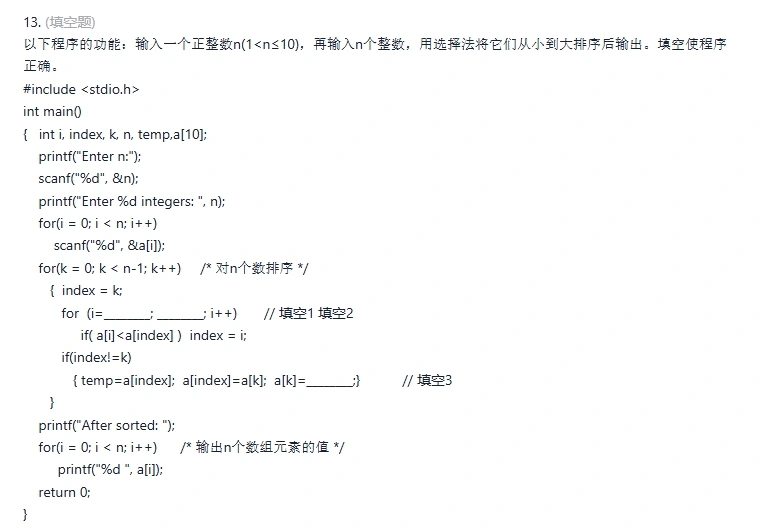 13. (填空题)
以下程序的功能：输入一个正整数n(1<n≤10)，再输入n个整数，用选择法将它们从小到大排序后输出。填空使程序
正确。
#include <stdio.h>
int main()
{ int i, index, k, n, temp,a[10];
printf("Enter n:");
scanf("%d", &n);
printf("Enter %d integers: ", n);
for(i = 0; i < n; i++)
scanf("%d", &a[i]);
for(k = 0; k < n-1; k++) /* 对n个数排序 */
{ index = k;
for (i=_______; _______; i++) // 填空1 填空2
if( a[i]<a[index] ) index = i;
if(index!=k)
{ temp=a[index]; a[index]=a[k]; a[k]=_______;} // 填空3
}
printf("After sorted: ");
for(i = 0; i < n; i++) /* 输出n个数组元素的值 */
printf("%d ", a[i]);
return 0;
}